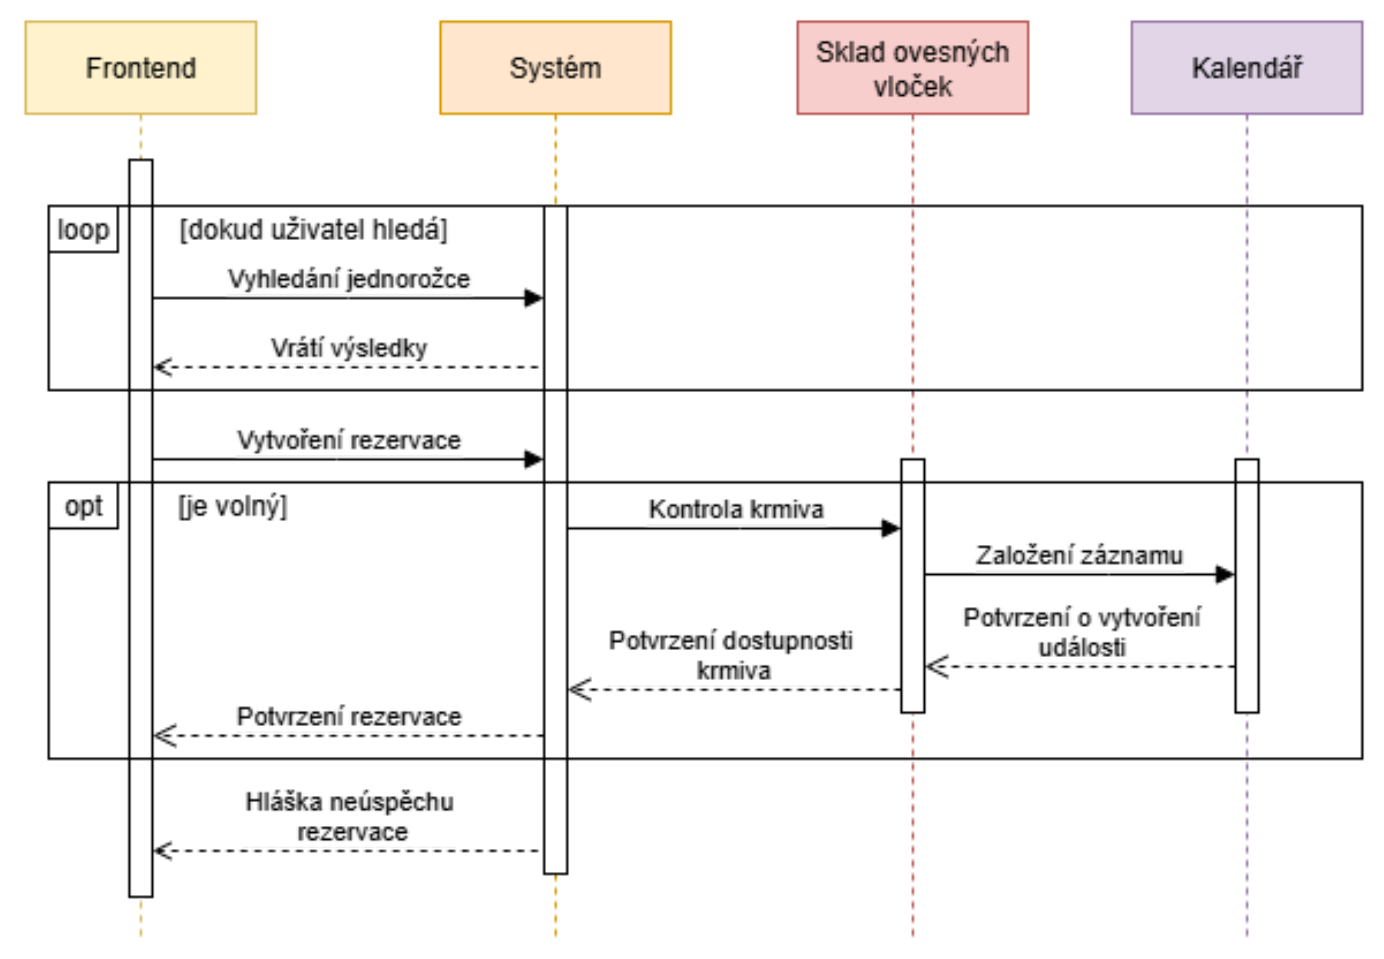 Frontend
Systém
Sklad ovesných
vloček
Kalendář
loop
[dokud uživatel hledá]
Vyhledání jednorožce
Vrátí výsledky
Vytvoření rezervace
opt
[je volný]
Kontrola krmiva
Založení záznamu
Potvrzení o vytvoření
události
Potvrzení dostupnosti
krmiva
Potvrzení rezervace
Hláška neúspěchu
rezervace